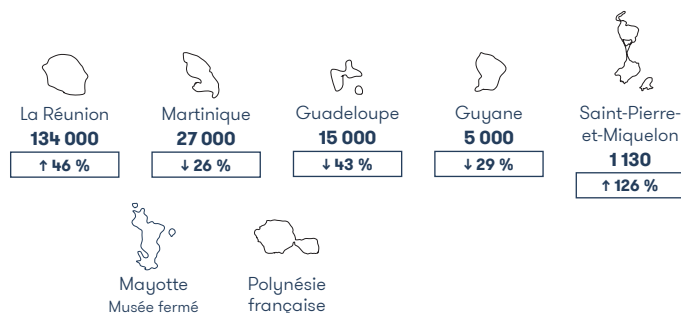 La Réunion
134 000
↑ 46 %
Martinique
27 000
↓ 26 %
Guadeloupe
15 000
↓ 43 %
Guyane
5 000
↓ 29 %
Saint-Pierre-
et-Miquelon
1 130
↑ 126 %
Mayotte
Musée fermé
Polynésie
française